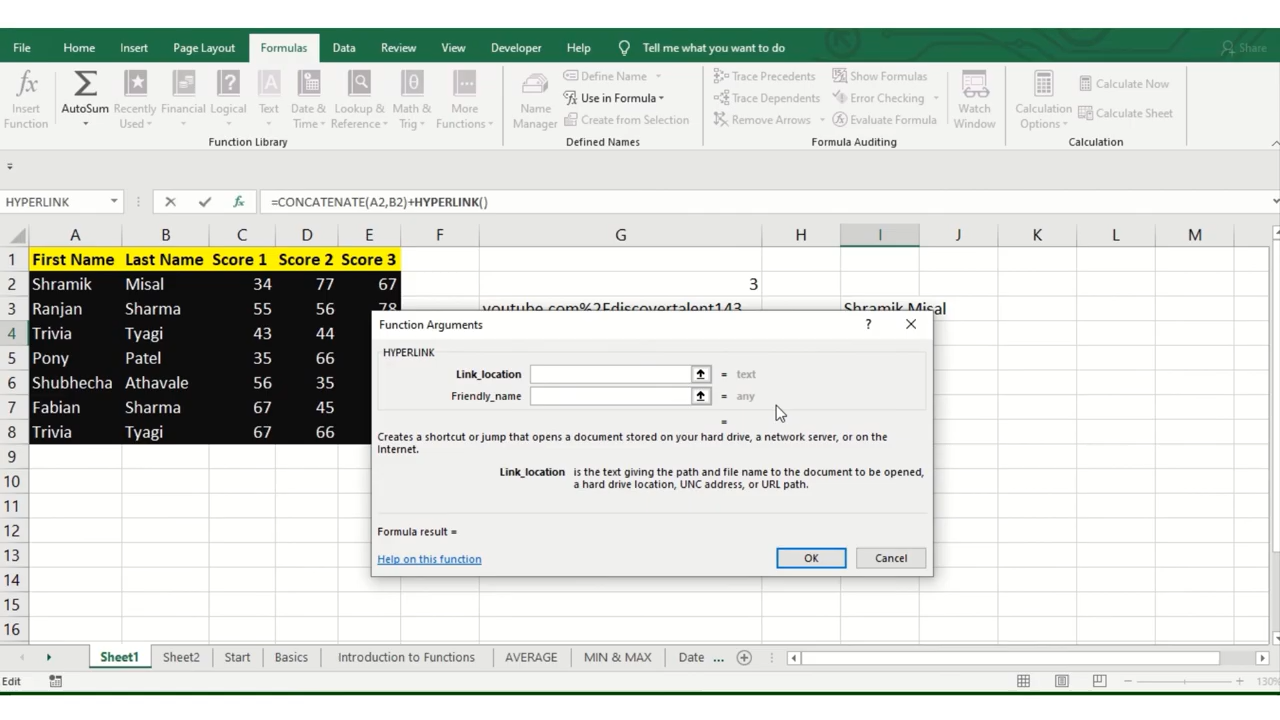 File Home Insert Page Layout Formulas Data Review View Developer Help Tell me what you want to do Share
fx Σ ? A θ
Insert Function AutoSum Recently Used Financial Logical Text Date & Time Lookup & Reference Math & Trig More Functions
Function Library
Name Manager Define Name Use in Formula Create from Selection
Defined Names
Trace Precedents Show Formulas
Trace Dependents Error Checking
Remove Arrows Evaluate Formula
Watch Window
Formula Auditing
Calculation Options Calculate Now Calculate Sheet
Calculation
HYPERLINK fx =CONCATENATE(A2,B2)+HYPERLINK()
A B C D E F G H I J K L M
1 First Name Last Name Score 1 Score 2 Score 3
2 Shramik Misal 34 77 67 3
3 Ranjan Sharma 55 56 78 youtube.com%2Fdiscovertalent143 Shramik Misal
4 Trivia Tyagi 43 44
5 Pony Patel 35 66
6 Shubhecha Athavale 56 35
7 Fabian Sharma 67 45
8 Trivia Tyagi 67 66
9
10
11
12
13
14
15
16
Function Arguments ?
HYPERLINK
Link_location = text
Friendly_name = any
=
Creates a shortcut or jump that opens a document stored on your hard drive, a network server, or on the
Internet.
Link_location is the text giving the path and file name to the document to be opened,
a hard drive location, UNC address, or URL path.
Formula result =
Help on this function OK Cancel
Sheet1 Sheet2 Start Basics Introduction to Functions AVERAGE MIN & MAX Date ...
Edit 130%